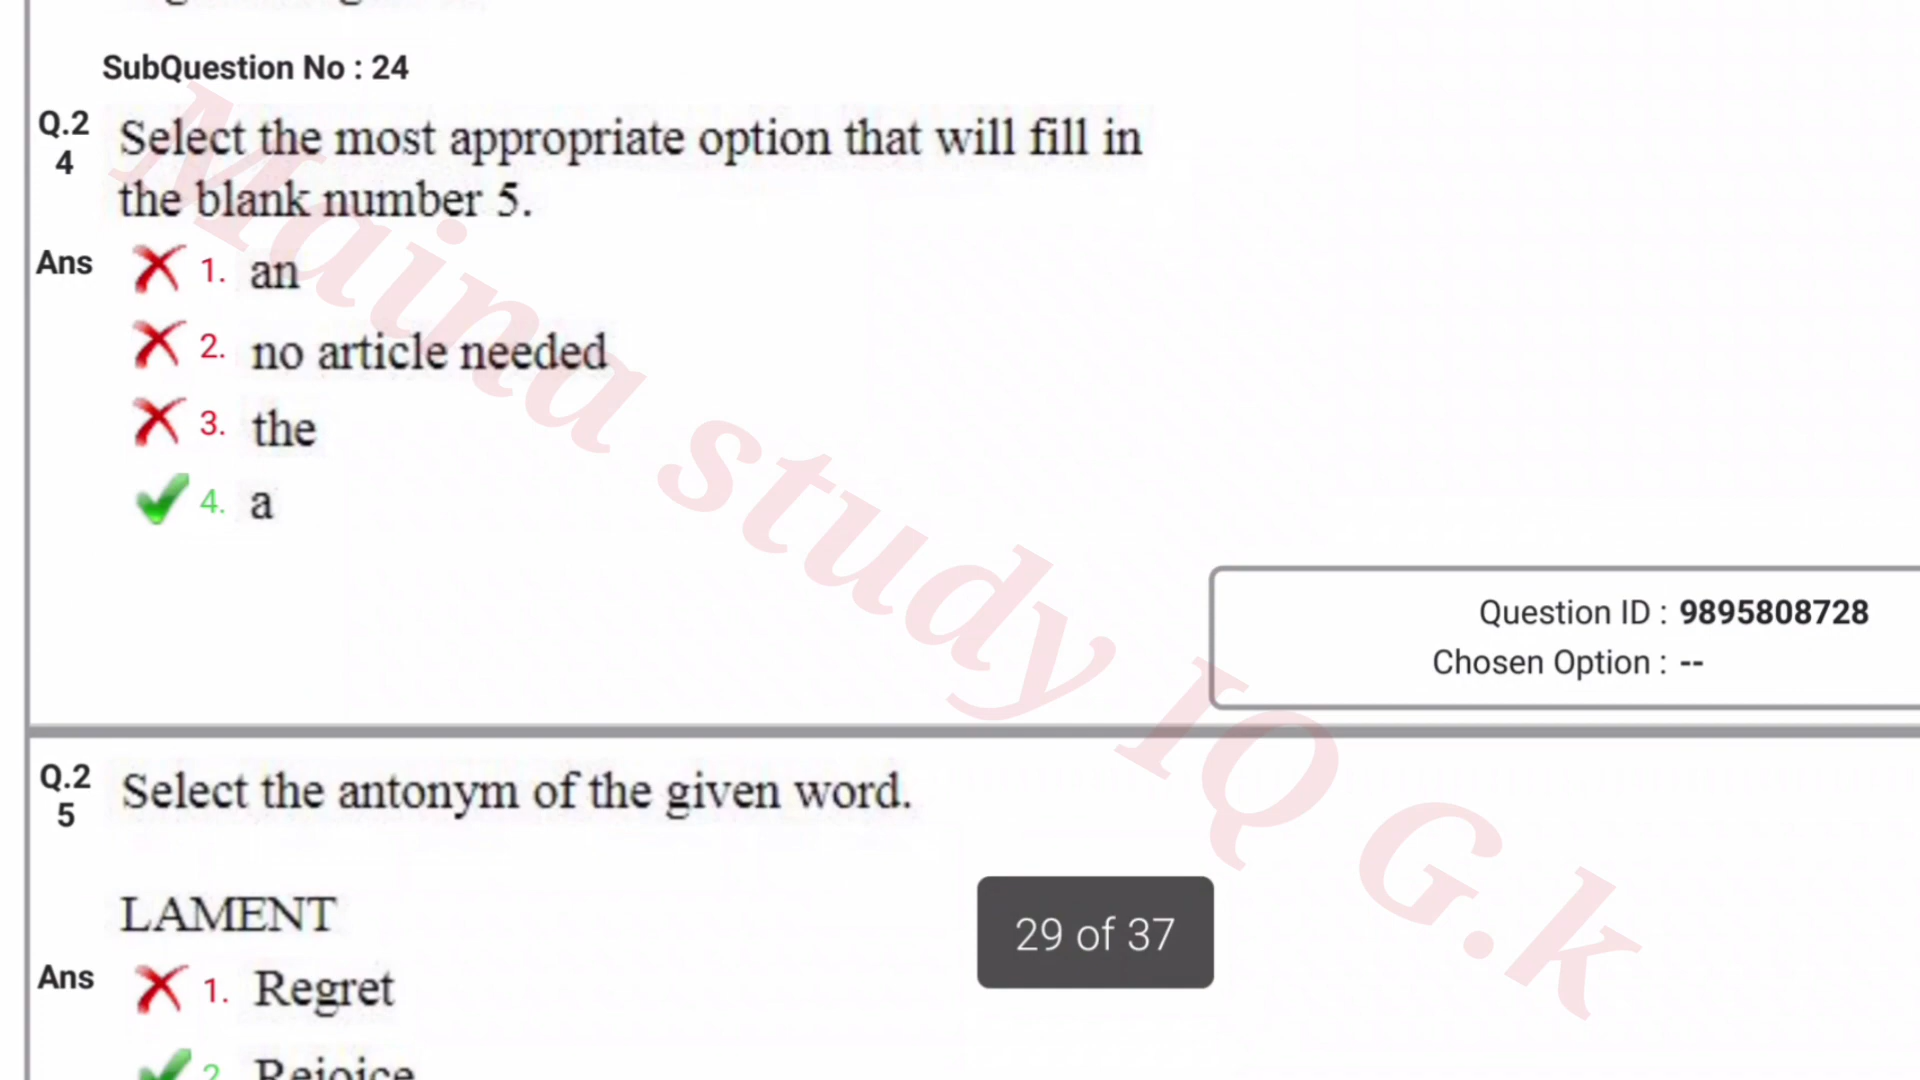 SubQuestion No : 24
Q.2
4
Select the most appropriate option that will fill in
the blank number 5.
Ans
1. an
2. no article needed
3. the
4. a
Maina study IQ G.k
Question ID : 9895808728
Chosen Option : --
Q.2
5
Select the antonym of the given word.
LAMENT
29 of 37
Ans
1. Regret
2. Rejoice